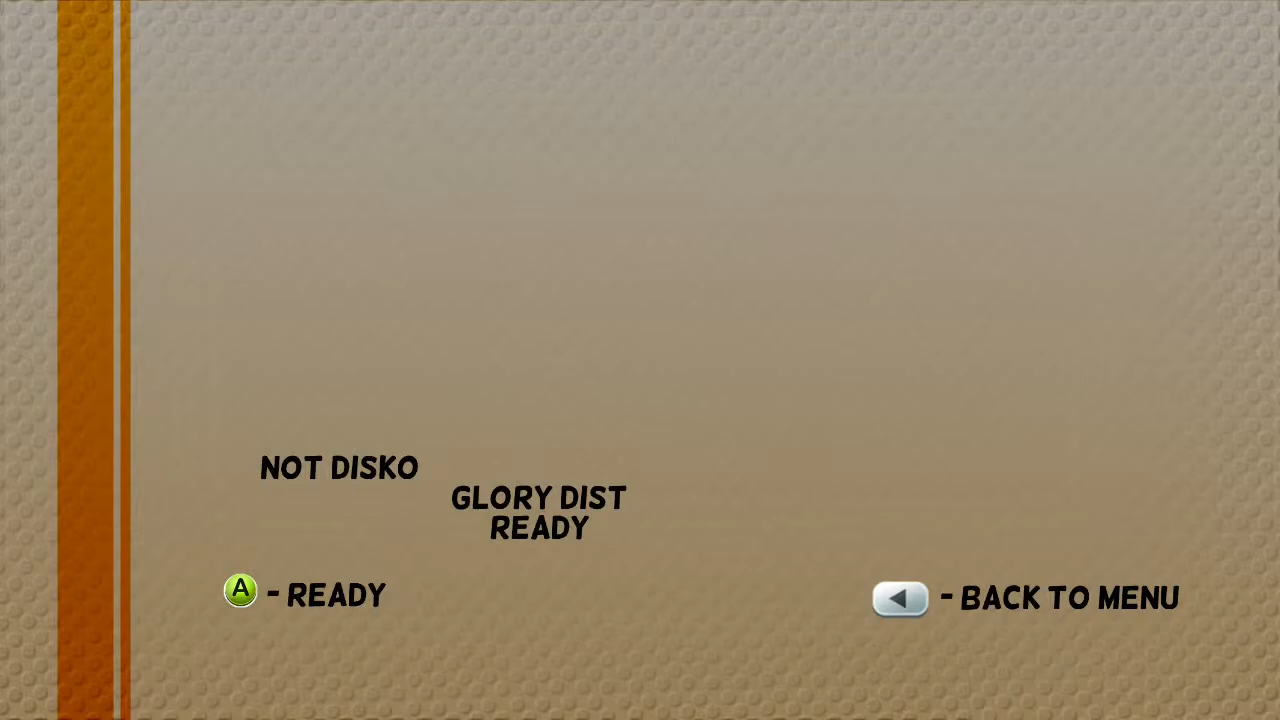 NOT DISKO
GLORY DIST
READY
A - READY
- BACK TO MENU